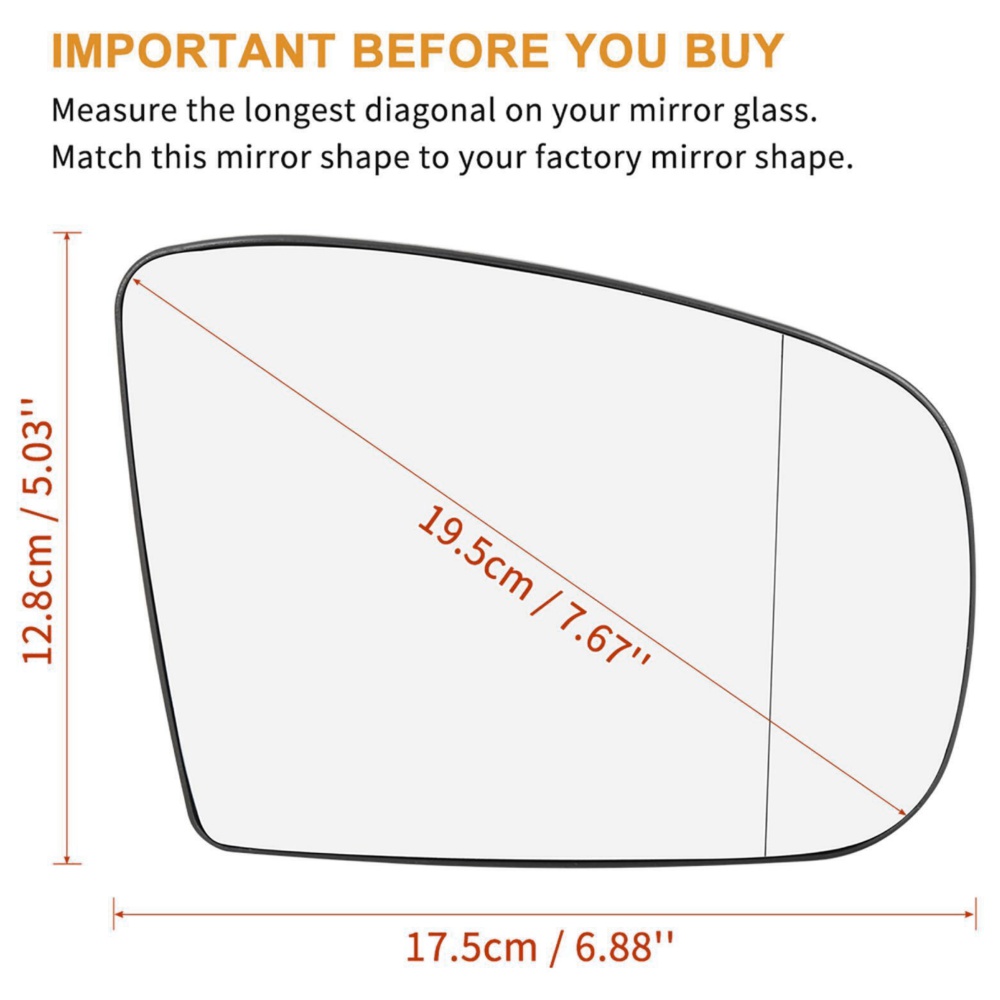 IMPORTANT BEFORE YOU BUY
Measure the longest diagonal on your mirror glass.
Match this mirror shape to your factory mirror shape.
12.8cm / 5.03''
19.5cm / 7.67''
17.5cm / 6.88''